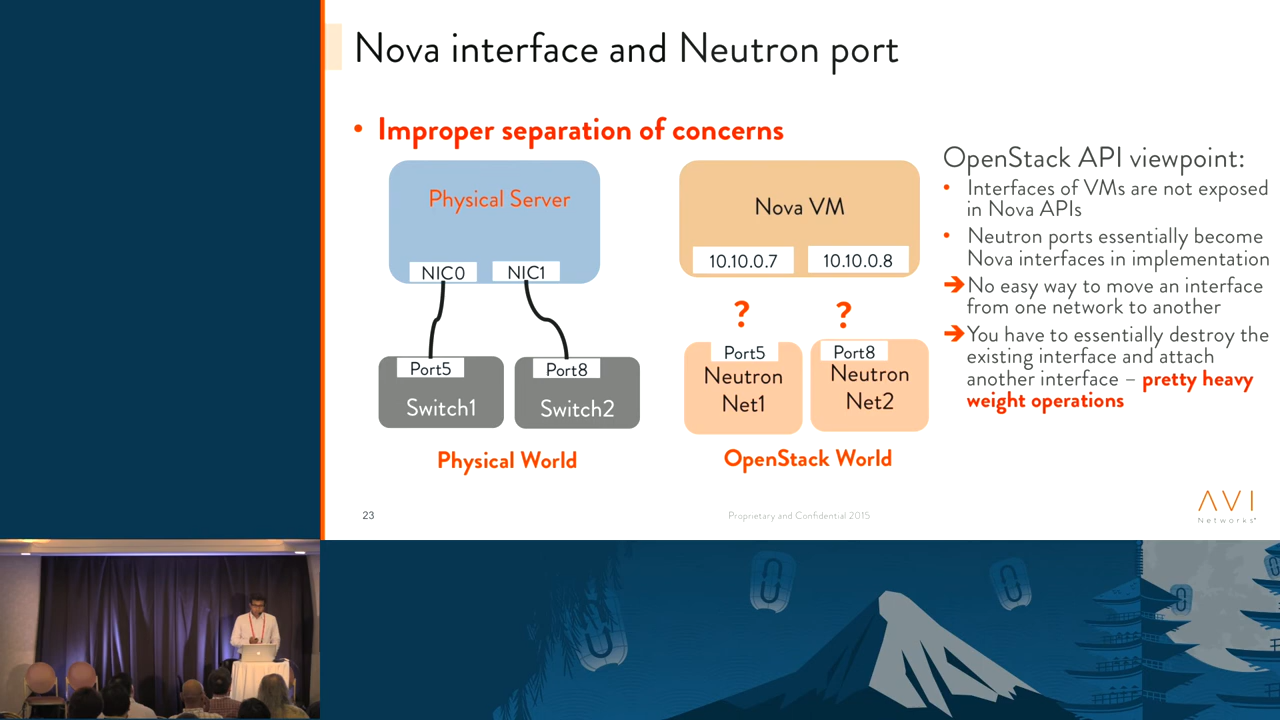 Nova interface and Neutron port
• Improper separation of concerns
Physical Server
NIC0
NIC1
Port5
Switch1
Port8
Switch2
Physical World
Nova VM
10.10.0.7
10.10.0.8
?
?
Port5
Neutron
Net1
Port8
Neutron
Net2
OpenStack World
OpenStack API viewpoint:
• Interfaces of VMs are not exposed
in Nova APIs
• Neutron ports essentially become
Nova interfaces in implementation
➔ No easy way to move an interface
from one network to another
➔ You have to essentially destroy the
existing interface and attach
another interface – pretty heavy
weight operations
23
Proprietary and Confidential 2015
AVI
Networks